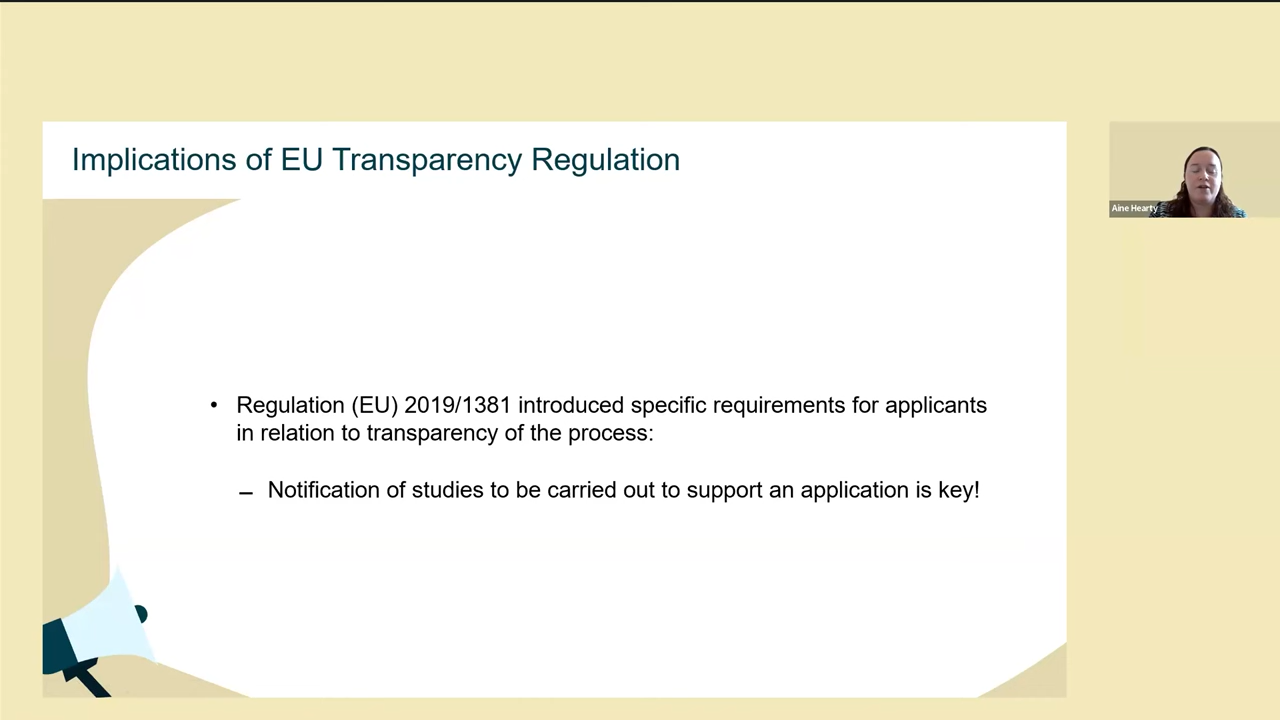 Implications of EU Transparency Regulation
Aine Hearty
• Regulation (EU) 2019/1381 introduced specific requirements for applicants
in relation to transparency of the process:
– Notification of studies to be carried out to support an application is key!